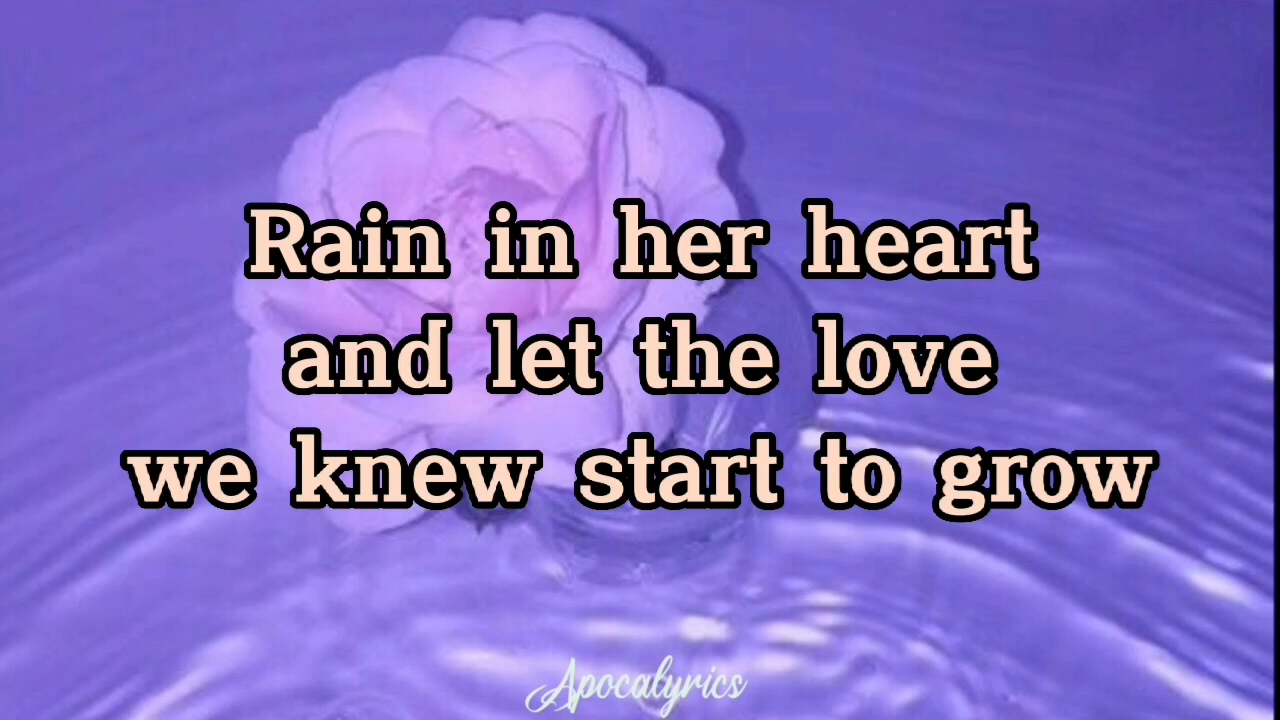 Rain in her heart
and let the love
we knew start to grow
Apocalyrics